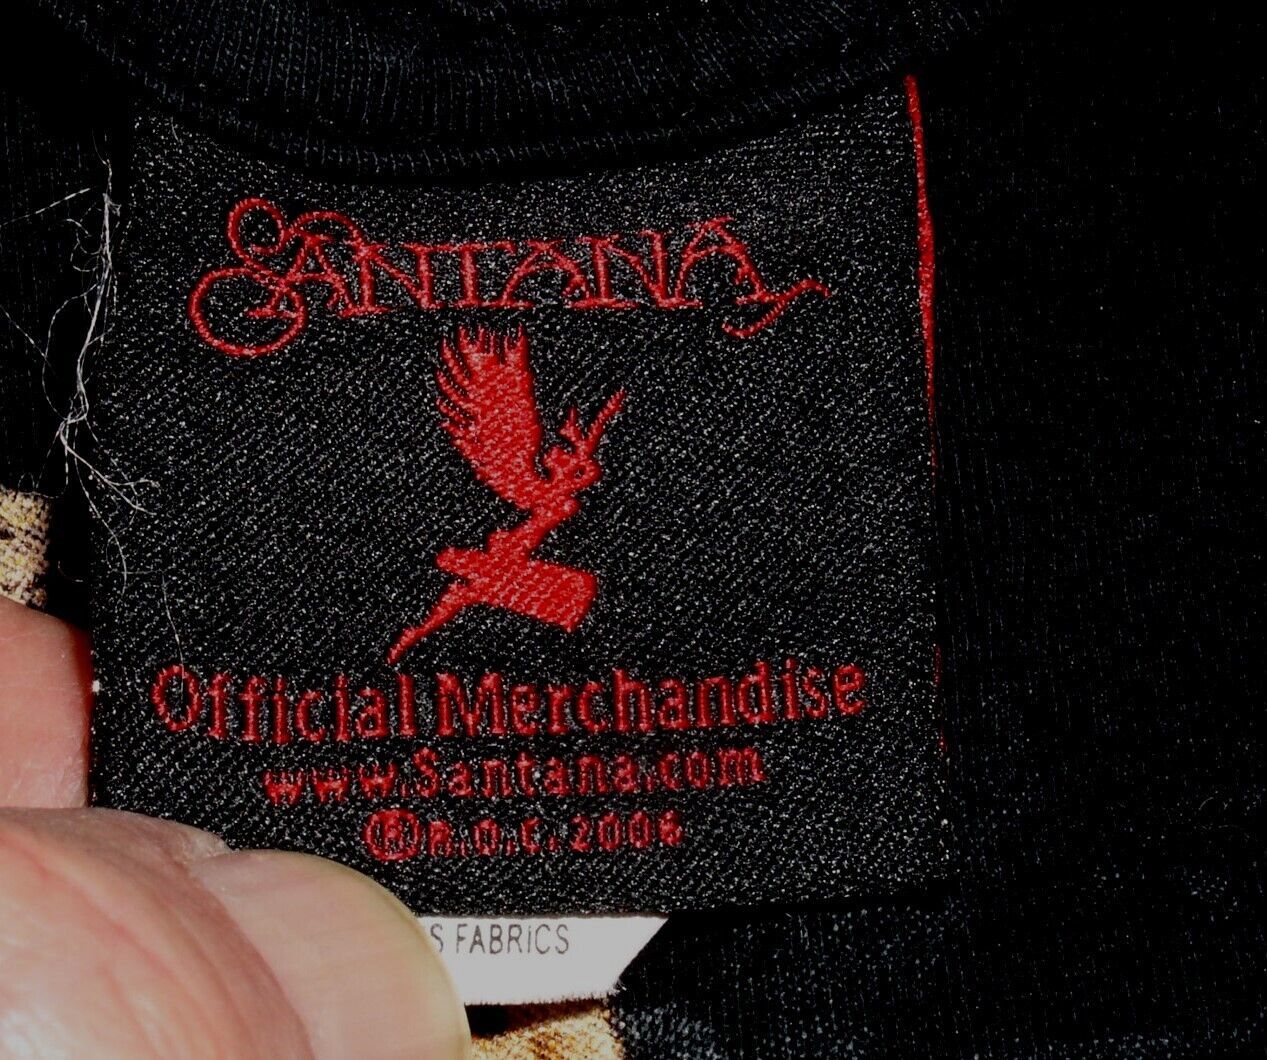 SANTANA
Official Merchandise
www.Santana.com
® R.O.C. 2006
S FABRICS